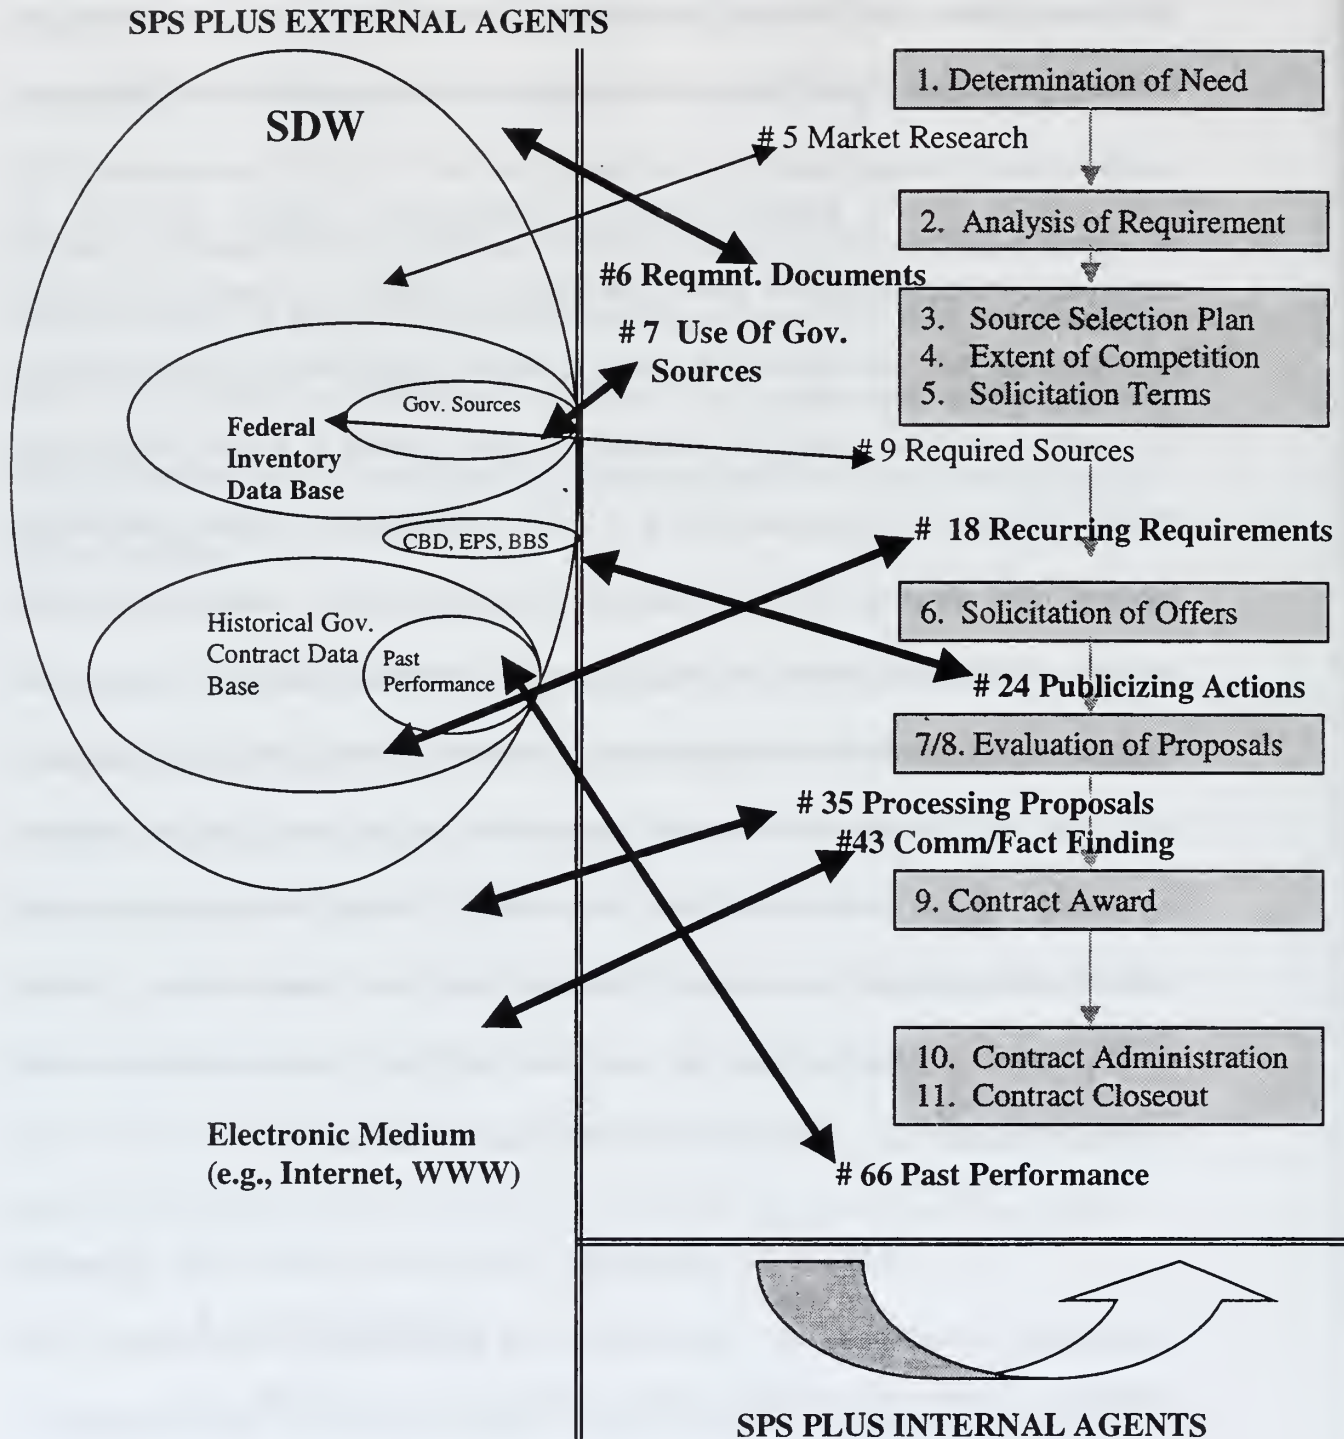 SPS PLUS EXTERNAL AGENTS
SDW
1. Determination of Need
# 5 Market Research
2. Analysis of Requirement
#6 Reqmnt. Documents
3. Source Selection Plan
4. Extent of Competition
5. Solicitation Terms
# 7 Use Of Gov.
Sources
Gov. Sources
Federal
Inventory
Data Base
# 9 Required Sources
CBD, EPS, BBS
# 18 Recurring Requirements
6. Solicitation of Offers
Historical Gov.
Contract Data
Base
Past
Performance
# 24 Publicizing Actions
7/8. Evaluation of Proposals
# 35 Processing Proposals
#43 Comm/Fact Finding
9. Contract Award
10. Contract Administration
11. Contract Closeout
Electronic Medium
(e.g., Internet, WWW)
# 66 Past Performance
SPS PLUS INTERNAL AGENTS